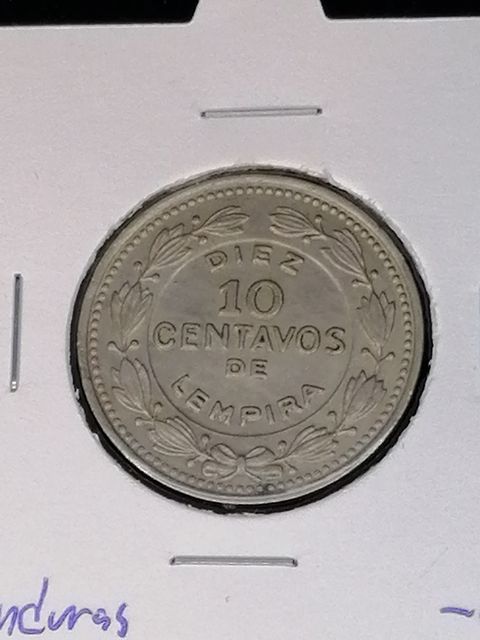 DIEZ
10
CENTAVOS
DE
LEMPIRA
nduras